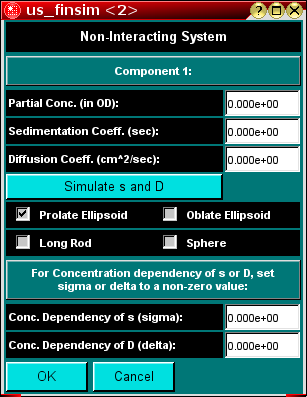 us_finsim <2>
Non-Interacting System
Component 1:
Partial Conc. (in OD): 0.000e+00
Sedimentation Coeff. (sec): 0.000e+00
Diffusion Coeff. (cm^2/sec): 0.000e+00
Simulate s and D
Prolate Ellipsoid Oblate Ellipsoid
Long Rod Sphere
For Concentration dependency of s or D, set
sigma or delta to a non-zero value:
Conc. Dependency of s (sigma): 0.000e+00
Conc. Dependency of D (delta): 0.000e+00
OK Cancel